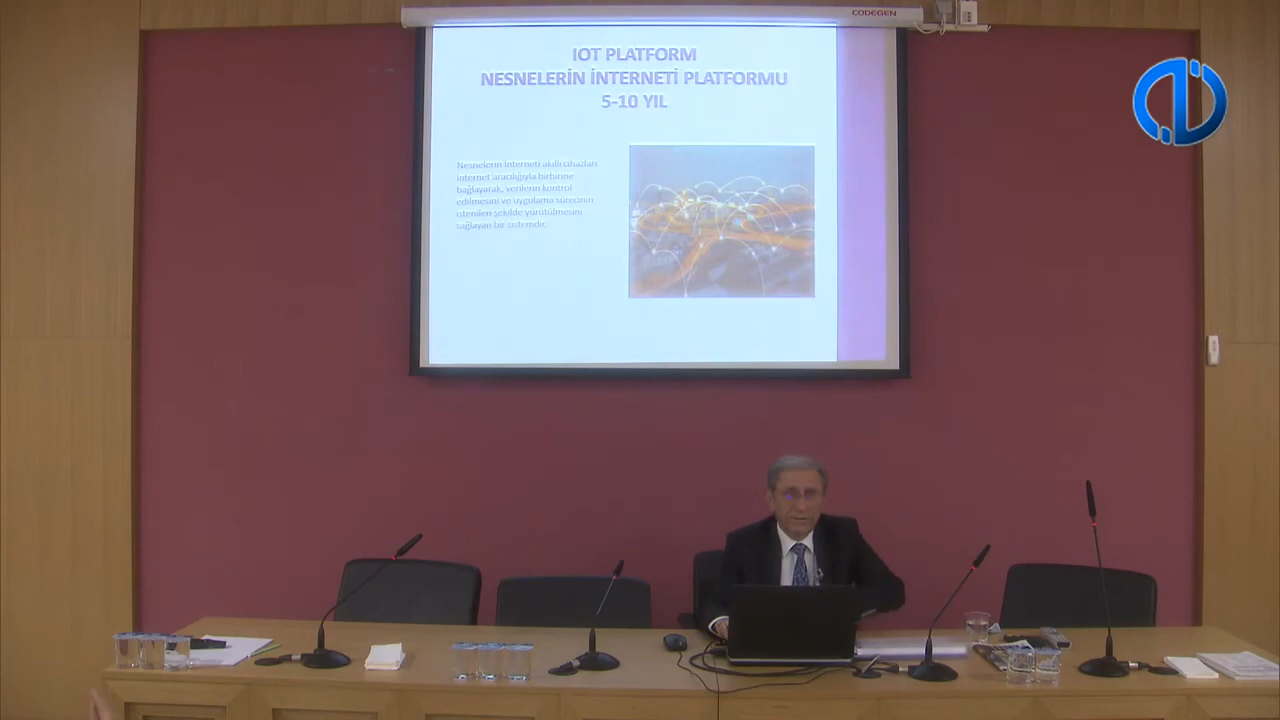 CODEGEN
IOT PLATFORM
NESNELERİN İNTERNETİ PLATFORMU
5-10 YIL
Nesnelerin İnterneti akıllı cihazları
internet aracılığıyla birbirine
bağlayarak, verilerin kontrol
edilmesini ve uygulama sürecinin
istenilen şekilde yürütülmesini
sağlayan bir sistemdir.